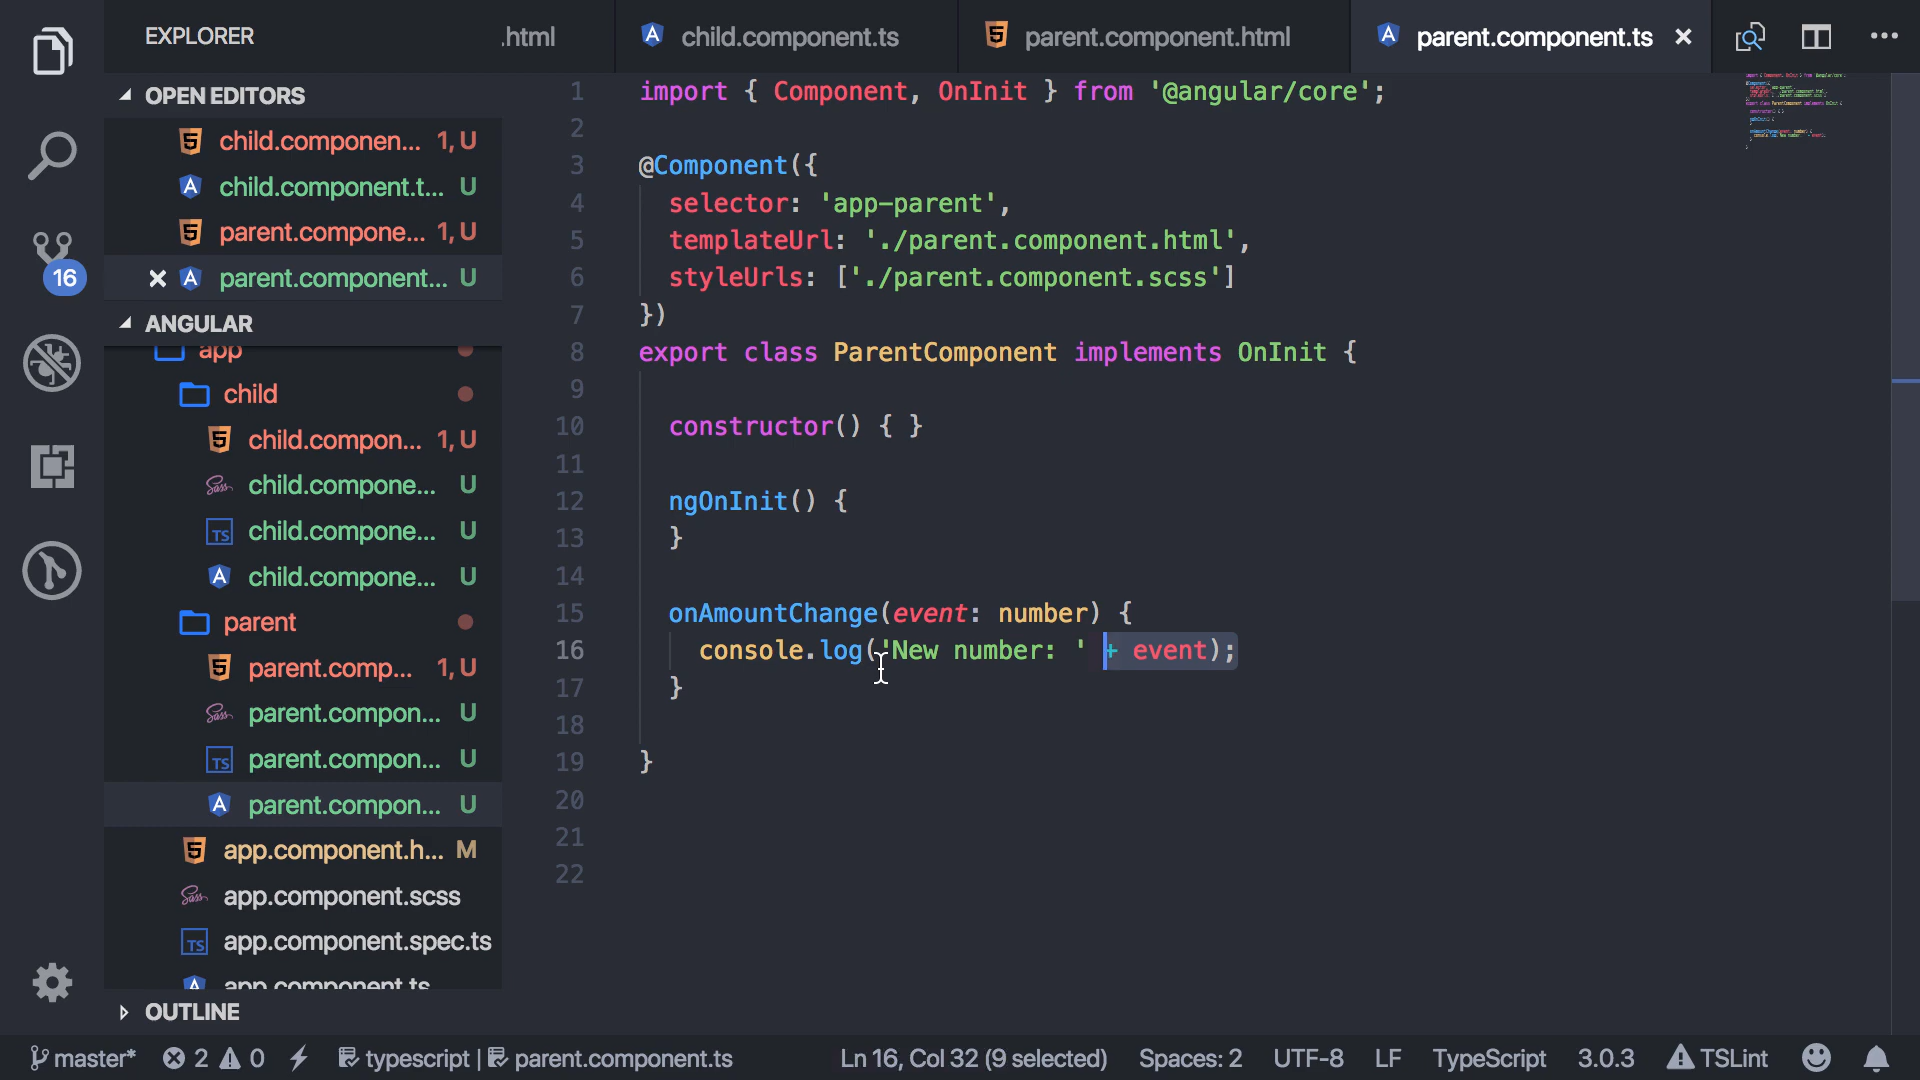 EXPLORER
.html
child.component.ts
parent.component.html
parent.component.ts
OPEN EDITORS
child.componen... 1, U
child.component.t... U
parent.compone... 1, U
parent.component... U
16
ANGULAR
app
child
child.compon... 1, U
child.compone... U
child.compone... U
child.compone... U
parent
parent.comp... 1, U
parent.compon... U
parent.compon... U
parent.compon... U
app.component.h... M
app.component.scss
app.component.spec.ts
app.component.ts
OUTLINE
1 import { Component, OnInit } from '@angular/core';
2
3 @Component({
4 selector: 'app-parent',
5 templateUrl: './parent.component.html',
6 styleUrls: ['./parent.component.scss']
7 })
8 export class ParentComponent implements OnInit {
9
10 constructor() { }
11
12 ngOnInit() {
13 }
14
15 onAmountChange(event: number) {
16 console.log('New number: ' + event);
17 }
18
19 }
20
21
22
master* 2 0 typescript | parent.component.ts Ln 16, Col 32 (9 selected) Spaces: 2 UTF-8 LF TypeScript 3.0.3 TSLint